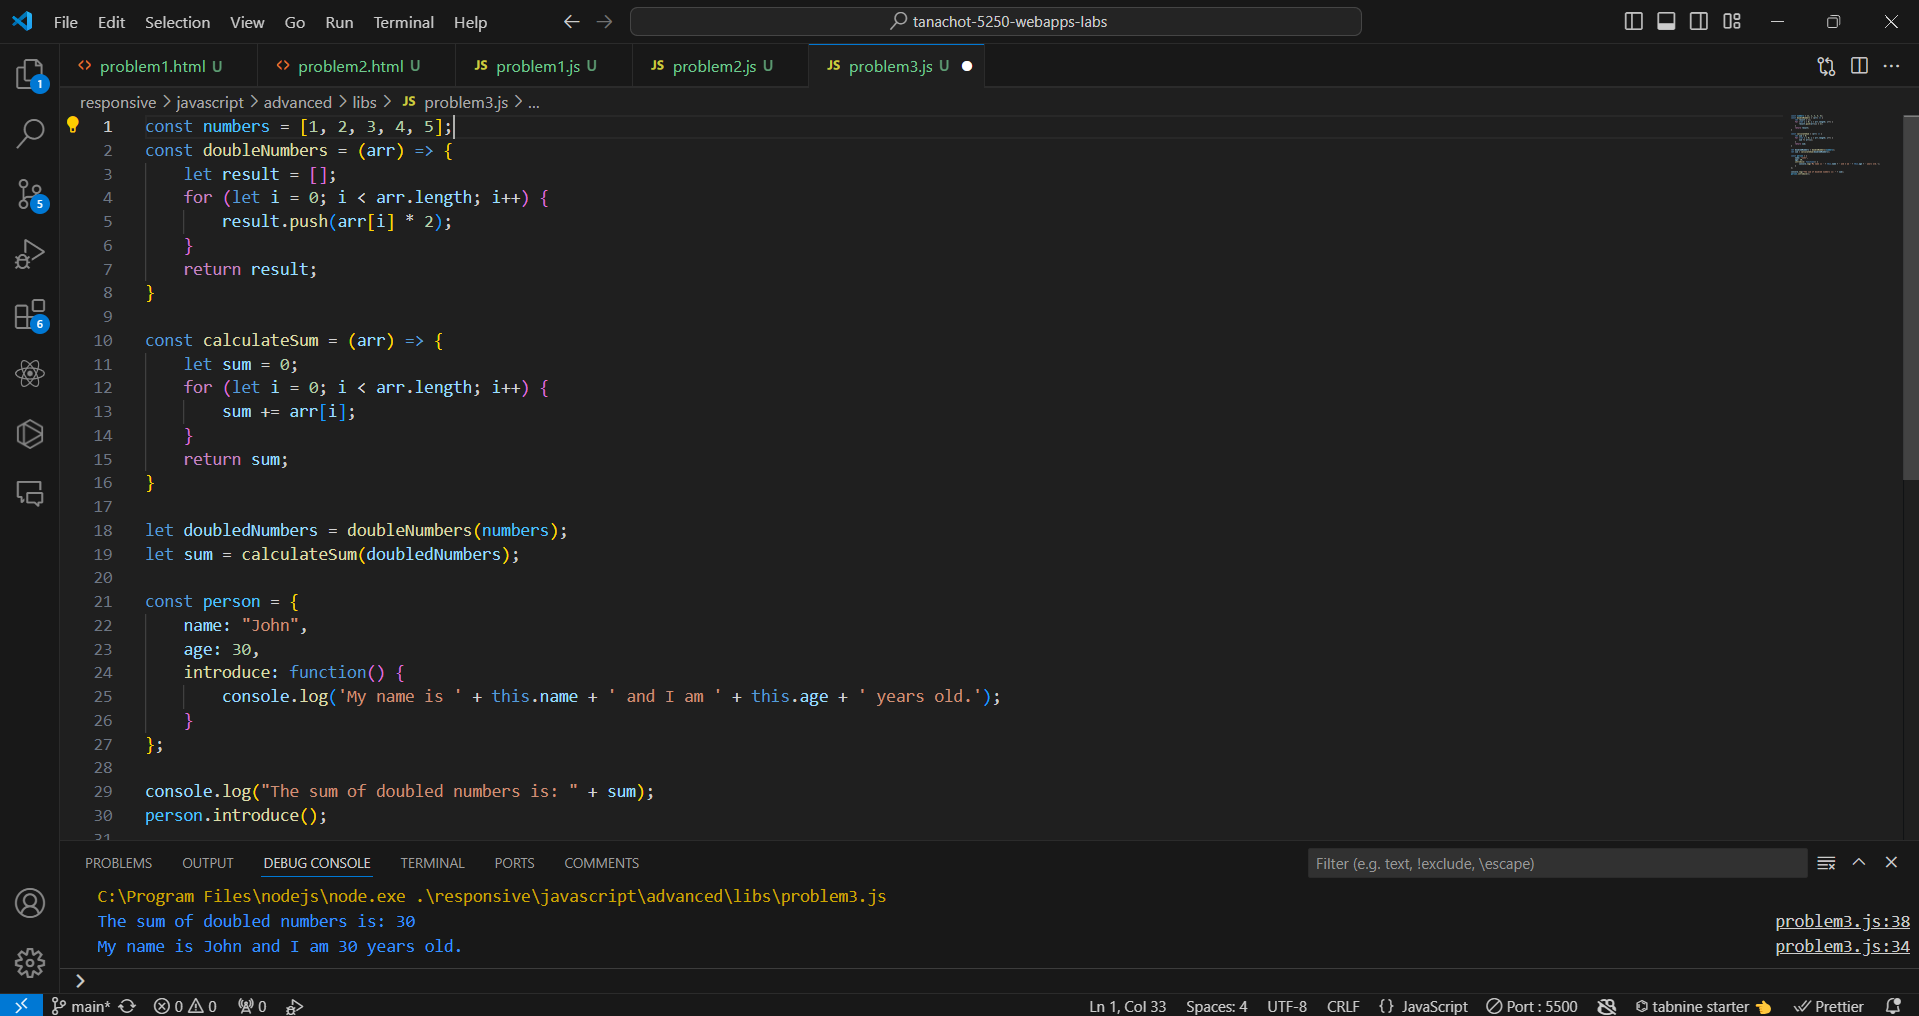 File Edit Selection View Go Run Terminal Help
tanachot-5250-webapps-labs
problem1.html U
problem2.html U
JS problem1.js U
JS problem2.js U
JS problem3.js U
responsive > javascript > advanced > libs > JS problem3.js > ...
1 const numbers = [1, 2, 3, 4, 5];
2 const doubleNumbers = (arr) => {
3     let result = [];
4     for (let i = 0; i < arr.length; i++) {
5         result.push(arr[i] * 2);
6     }
7     return result;
8 }
9
10 const calculateSum = (arr) => {
11     let sum = 0;
12     for (let i = 0; i < arr.length; i++) {
13         sum += arr[i];
14     }
15     return sum;
16 }
17
18 let doubledNumbers = doubleNumbers(numbers);
19 let sum = calculateSum(doubledNumbers);
20
21 const person = {
22     name: "John",
23     age: 30,
24     introduce: function() {
25         console.log('My name is ' + this.name + ' and I am ' + this.age + ' years old.');
26     }
27 };
28
29 console.log("The sum of doubled numbers is: " + sum);
30 person.introduce();
31
PROBLEMS OUTPUT DEBUG CONSOLE TERMINAL PORTS COMMENTS
Filter (e.g. text, !exclude, \escape)
C:\Program Files\nodejs\node.exe .\responsive\javascript\advanced\libs\problem3.js
The sum of doubled numbers is: 30 problem3.js:38
My name is John and I am 30 years old. problem3.js:34
1
5
6
main* 0 0 0 Ln 1, Col 33 Spaces: 4 UTF-8 CRLF {} JavaScript Port : 5500 tabnine starter Prettier